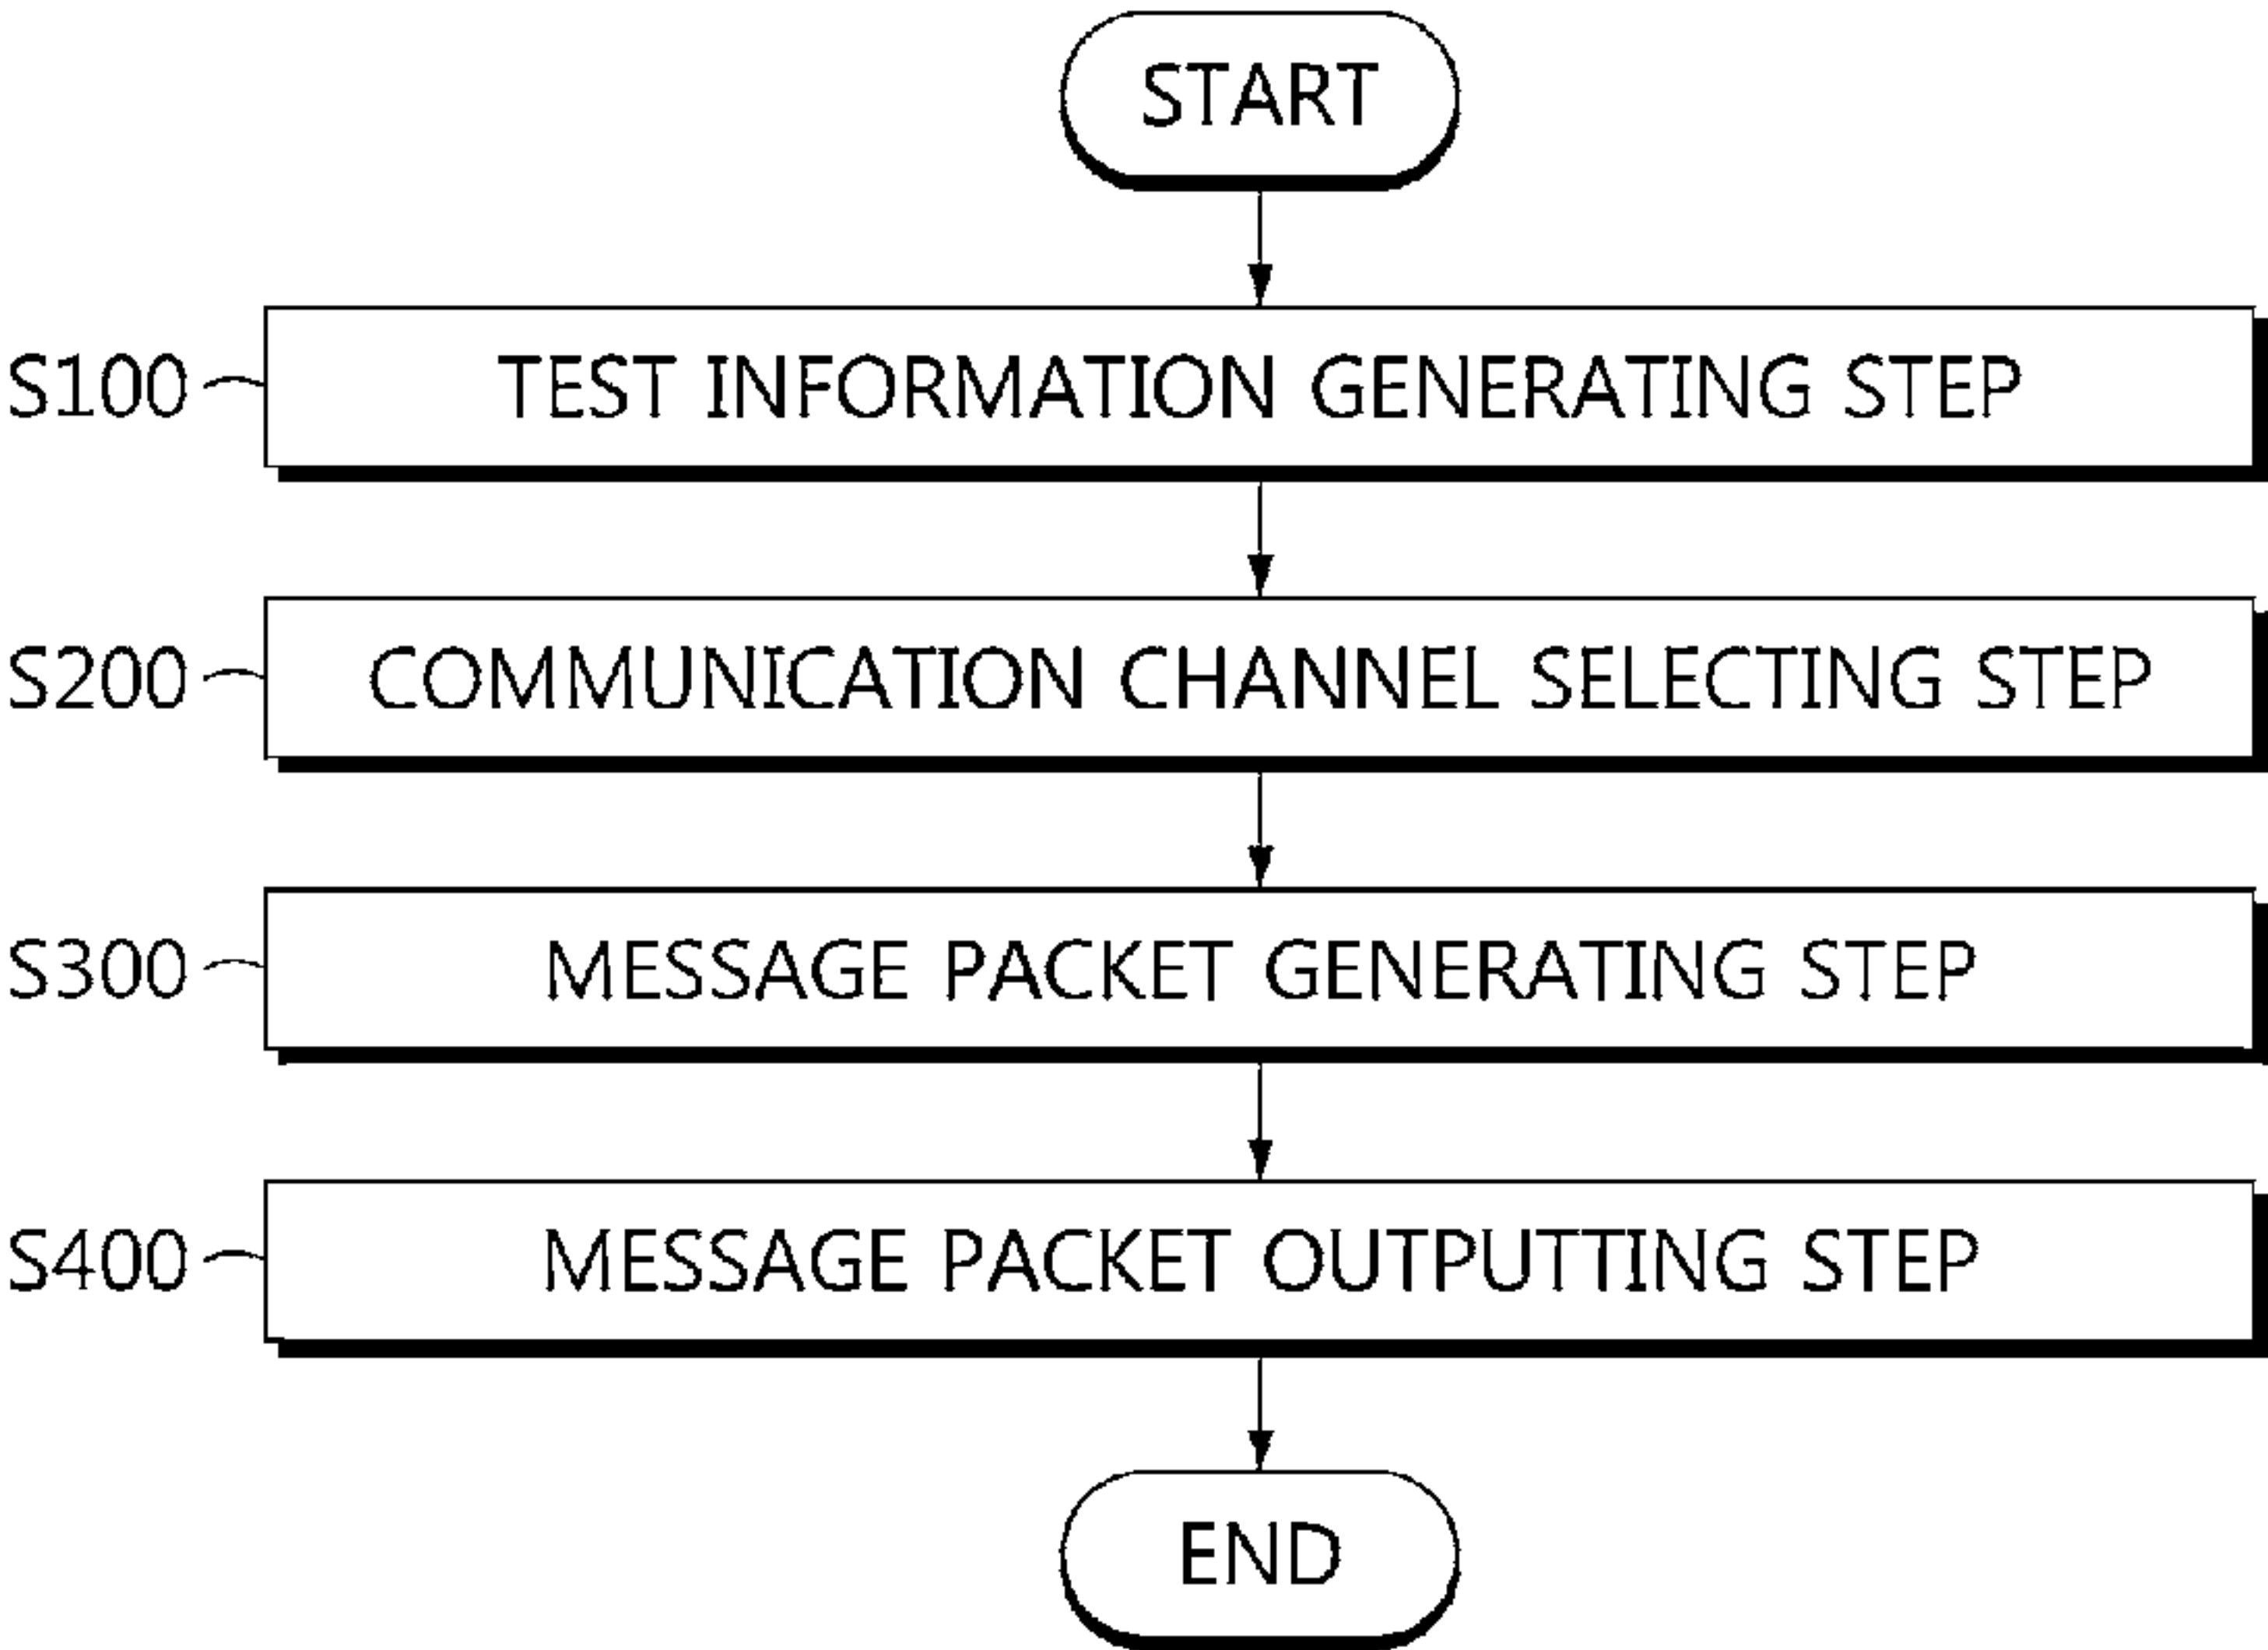 START
S100 TEST INFORMATION GENERATING STEP
S200 COMMUNICATION CHANNEL SELECTING STEP
S300 MESSAGE PACKET GENERATING STEP
S400 MESSAGE PACKET OUTPUTTING STEP
END